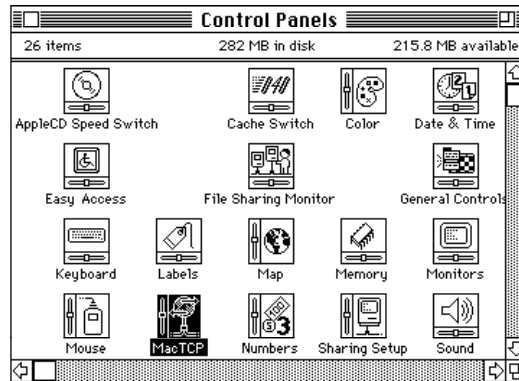 Control Panels
26 items 282 MB in disk 215.8 MB available
AppleCD Speed Switch Cache Switch Color Date & Time
Easy Access File Sharing Monitor General Controls
Keyboard Labels Map Memory Monitors
Mouse MacTCP Numbers Sharing Setup Sound